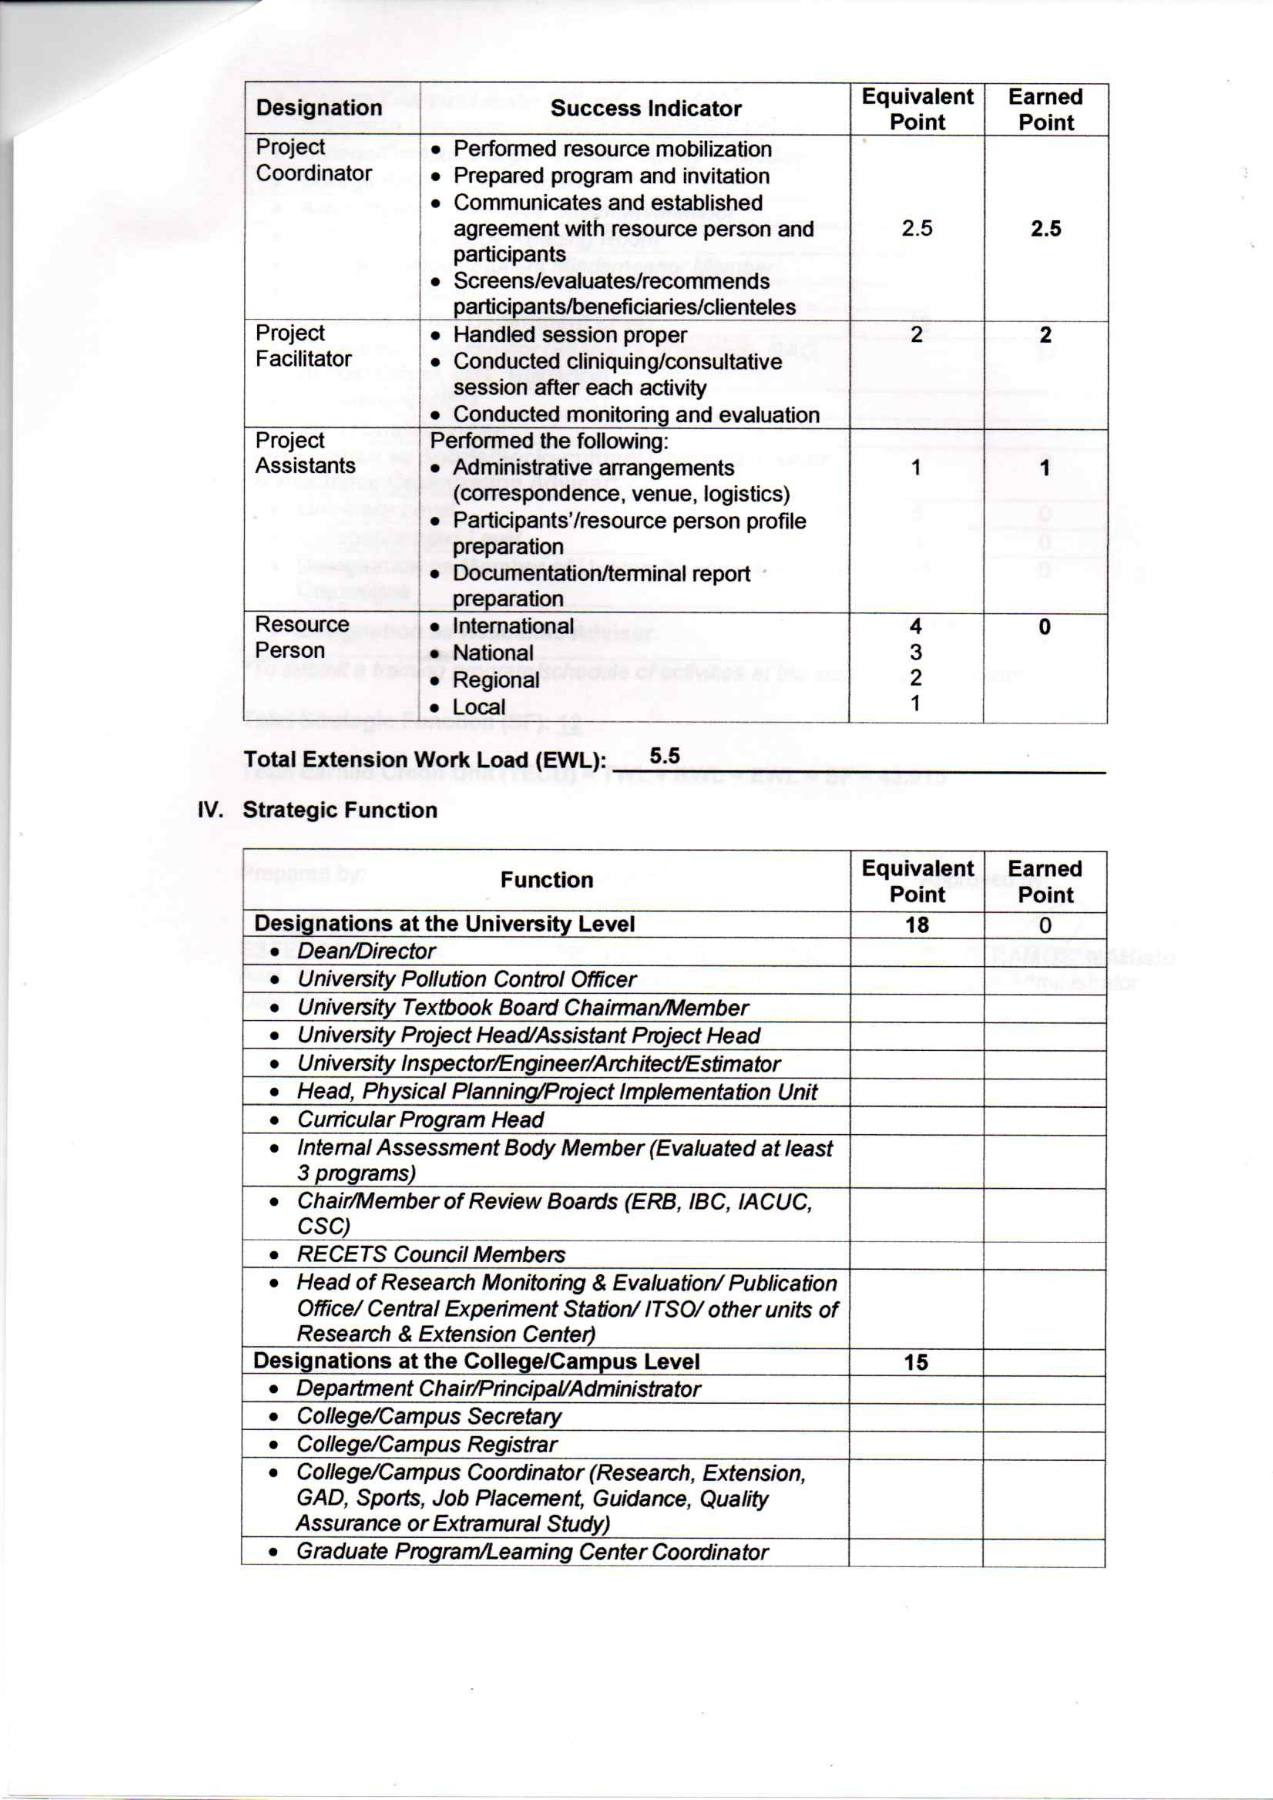 Designation Success Indicator Equivalent Point Earned Point
Project Coordinator
• Performed resource mobilization
• Prepared program and invitation
• Communicates and established
agreement with resource person and
participants
• Screens/evaluates/recommends
participants/beneficiaries/clienteles
2.5 2.5
Project Facilitator
• Handled session proper
• Conducted cliniquing/consultative
session after each activity
• Conducted monitoring and evaluation
2 2
Project Assistants
Performed the following:
• Administrative arrangements
(correspondence, venue, logistics)
• Participants'/resource person profile
preparation
• Documentation/terminal report
preparation
1 1
Resource Person
• International 4 0
• National 3
• Regional 2
• Local 1
Total Extension Work Load (EWL): 5.5
IV. Strategic Function
Function Equivalent Point Earned Point
Designations at the University Level 18 0
• Dean/Director
• University Pollution Control Officer
• University Textbook Board Chairman/Member
• University Project Head/Assistant Project Head
• University Inspector/Engineer/Architect/Estimator
• Head, Physical Planning/Project Implementation Unit
• Curricular Program Head
• Internal Assessment Body Member (Evaluated at least
3 programs)
• Chair/Member of Review Boards (ERB, IBC, IACUC,
CSC)
• RECETS Council Members
• Head of Research Monitoring & Evaluation/ Publication
Office/ Central Experiment Station/ ITSO/ other units of
Research & Extension Center)
Designations at the College/Campus Level 15
• Department Chair/Principal/Administrator
• College/Campus Secretary
• College/Campus Registrar
• College/Campus Coordinator (Research, Extension,
GAD, Sports, Job Placement, Guidance, Quality
Assurance or Extramural Study)
• Graduate Program/Learning Center Coordinator